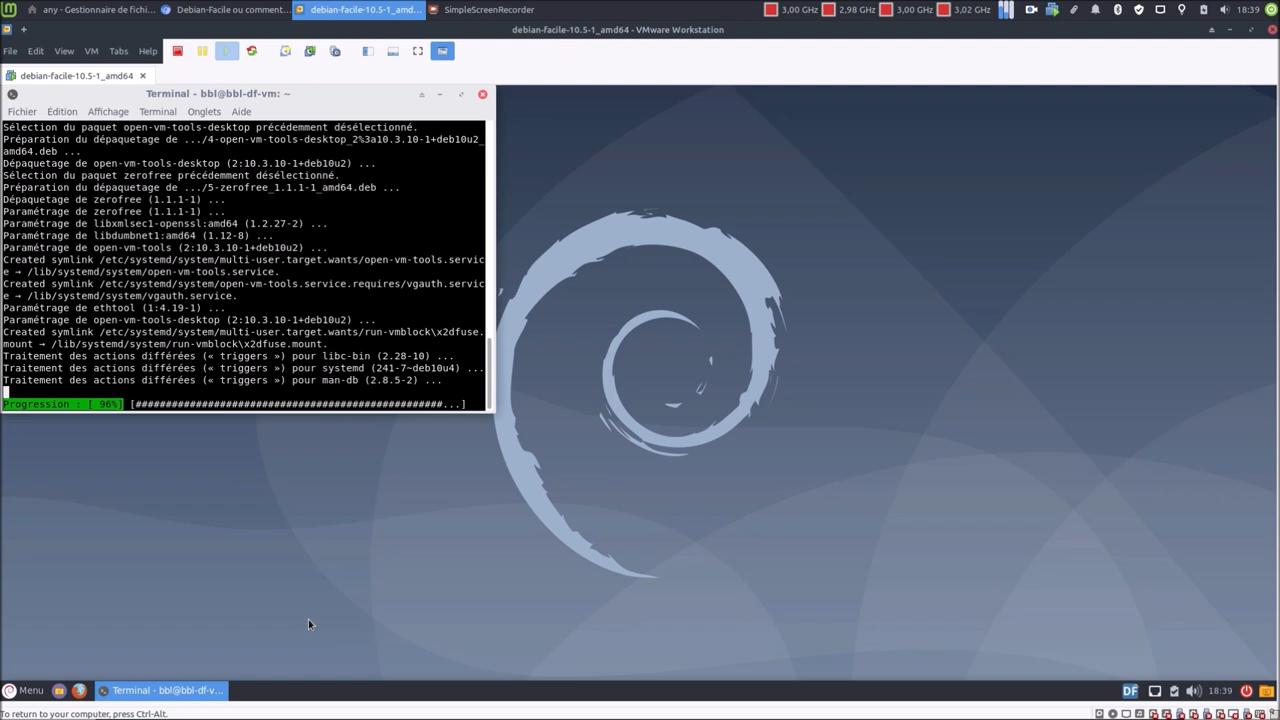 any - Gestionnaire de fichi...
Debian-Facile ou comment...
debian-facile-10.5-1_amd...
SimpleScreenRecorder
3,00 GHz
2,98 GHz
3,00 GHz
3,02 GHz
18:39
debian-facile-10.5-1_amd64 - VMware Workstation
File Edit View VM Tabs Help
debian-facile-10.5-1_amd64
Terminal - bbl@bbl-df-vm: ~
Fichier Édition Affichage Terminal Onglets Aide
Sélection du paquet open-vm-tools-desktop précédemment désélectionné.
Préparation du dépaquetage de .../4-open-vm-tools-desktop_2%3a10.3.10-1+deb10u2_
amd64.deb ...
Dépaquetage de open-vm-tools-desktop (2:10.3.10-1+deb10u2) ...
Sélection du paquet zerofree précédemment désélectionné.
Préparation du dépaquetage de .../5-zerofree_1.1.1-1_amd64.deb ...
Dépaquetage de zerofree (1.1.1-1) ...
Paramétrage de zerofree (1.1.1-1) ...
Paramétrage de libxmlsec1-openssl:amd64 (1.2.27-2) ...
Paramétrage de libdumbnet1:amd64 (1.12-8) ...
Paramétrage de open-vm-tools (2:10.3.10-1+deb10u2) ...
Created symlink /etc/systemd/system/multi-user.target.wants/open-vm-tools.servic
e → /lib/systemd/system/open-vm-tools.service.
Created symlink /etc/systemd/system/open-vm-tools.service.requires/vgauth.servic
e → /lib/systemd/system/vgauth.service.
Paramétrage de ethtool (1:4.19-1) ...
Paramétrage de open-vm-tools-desktop (2:10.3.10-1+deb10u2) ...
Created symlink /etc/systemd/system/multi-user.target.wants/run-vmblock\x2dfuse.
mount → /lib/systemd/system/run-vmblock\x2dfuse.mount.
Traitement des actions différées (« triggers ») pour libc-bin (2.28-10) ...
Traitement des actions différées (« triggers ») pour systemd (241-7~deb10u4) ...
Traitement des actions différées (« triggers ») pour man-db (2.8.5-2) ...
Progression : [ 96%] [###################################################...]
Menu
Terminal - bbl@bbl-df-v...
DF
18:39
To return to your computer, press Ctrl-Alt.